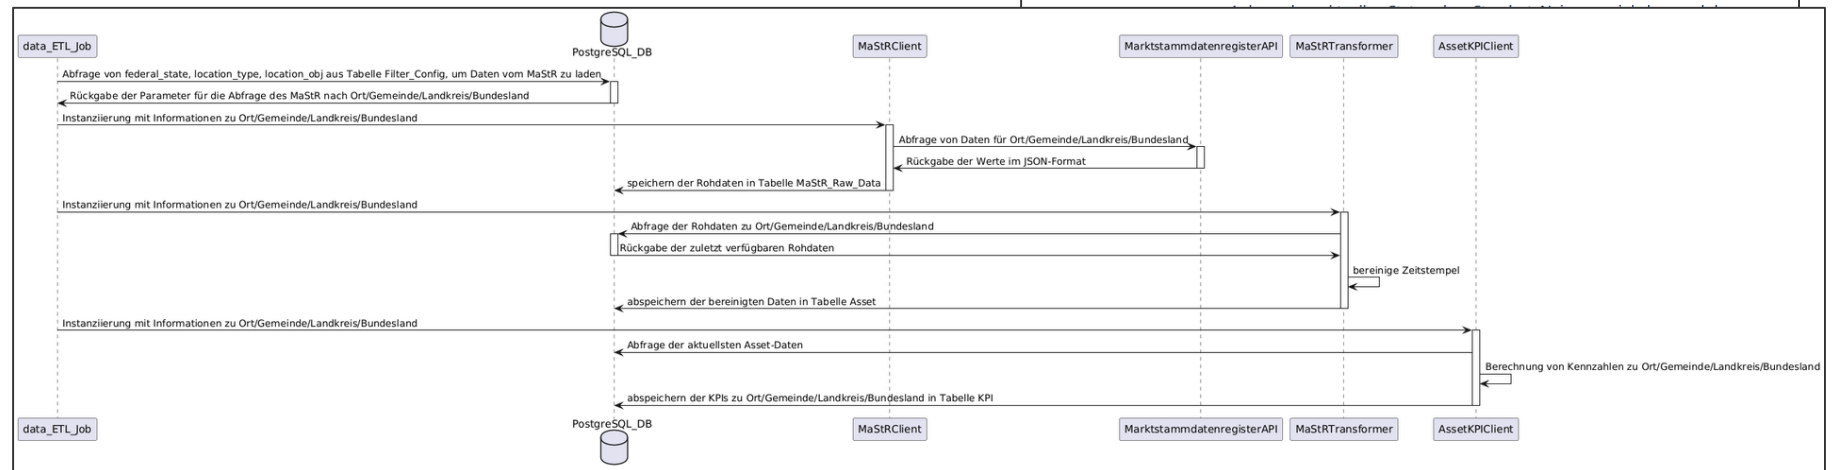 data_ETL_Job
PostgreSQL_DB
MaStRClient
MarktstammdatenregisterAPI
MaStRTransformer
AssetKPIClient
Abfrage von federal_state, location_type, location_obj aus Tabelle Filter_Config, um Daten vom MaStR zu laden
Rückgabe der Parameter für die Abfrage des MaStR nach Ort/Gemeinde/Landkreis/Bundesland
Instanziierung mit Informationen zu Ort/Gemeinde/Landkreis/Bundesland
Abfrage von Daten für Ort/Gemeinde/Landkreis/Bundesland
Rückgabe der Werte im JSON-Format
speichern der Rohdaten in Tabelle MaStR_Raw_Data
Instanziierung mit Informationen zu Ort/Gemeinde/Landkreis/Bundesland
Abfrage der Rohdaten zu Ort/Gemeinde/Landkreis/Bundesland
Rückgabe der zuletzt verfügbaren Rohdaten
bereinige Zeitstempel
abspeichern der bereinigten Daten in Tabelle Asset
Instanziierung mit Informationen zu Ort/Gemeinde/Landkreis/Bundesland
Abfrage der aktuellsten Asset-Daten
Berechnung von Kennzahlen zu Ort/Gemeinde/Landkreis/Bundesland
abspeichern der KPIs zu Ort/Gemeinde/Landkreis/Bundesland in Tabelle KPI
data_ETL_Job
PostgreSQL_DB
MaStRClient
MarktstammdatenregisterAPI
MaStRTransformer
AssetKPIClient